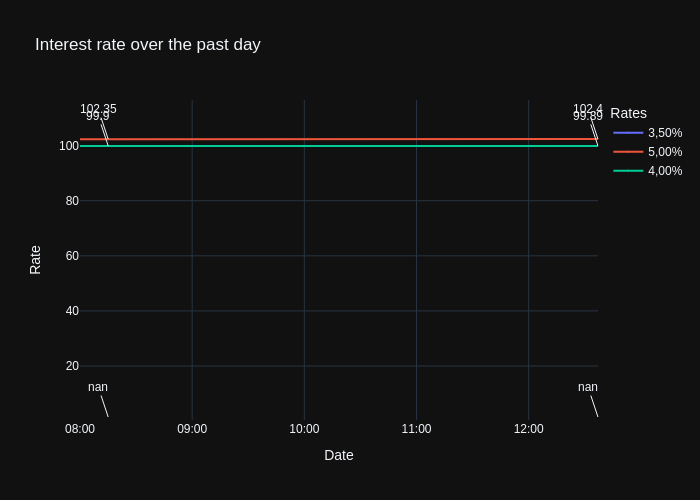 Interest rate over the past day
102.35
99.9
102.4
99.89
Rates
3,50%
5,00%
4,00%
100
80
60
40
20
Rate
nan
nan
08:00
09:00
10:00
11:00
12:00
Date